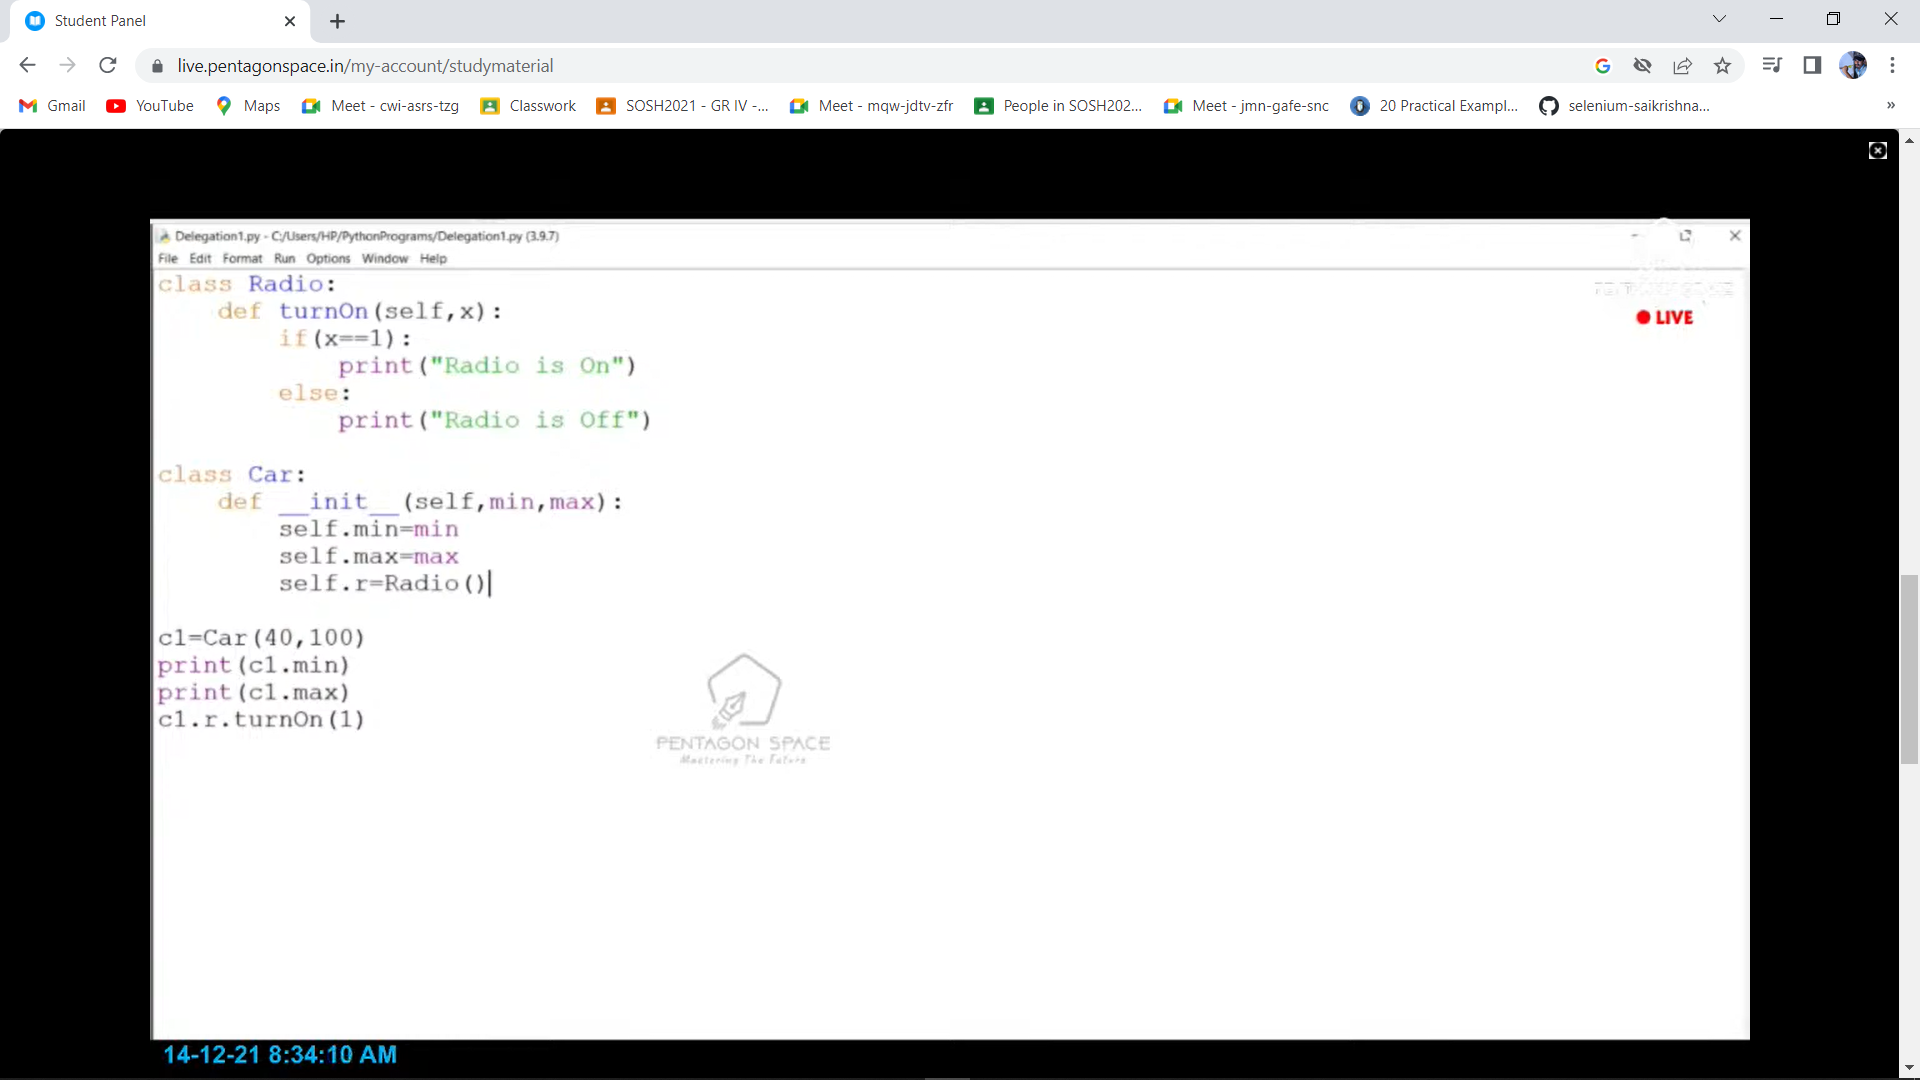 Student Panel
live.pentagonspace.in/my-account/studymaterial
Gmail YouTube Maps Meet - cwi-asrs-tzg Classwork SOSH2021 - GR IV -... Meet - mqw-jdtv-zfr People in SOSH202... Meet - jmn-gafe-snc 20 Practical Exampl... selenium-saikrishna... »
Delegation1.py - C:/Users/HP/PythonPrograms/Delegation1.py (3.9.7)
File Edit Format Run Options Window Help
class Radio:
def turnOn(self,x):
if(x==1):
print("Radio is On")
else:
print("Radio is Off")
class Car:
def __init__(self,min,max):
self.min=min
self.max=max
self.r=Radio()
c1=Car(40,100)
print(c1.min)
print(c1.max)
c1.r.turnOn(1)
LIVE
PENTAGON SPACE
Mastering The Future
14-12-21 8:34:10 AM